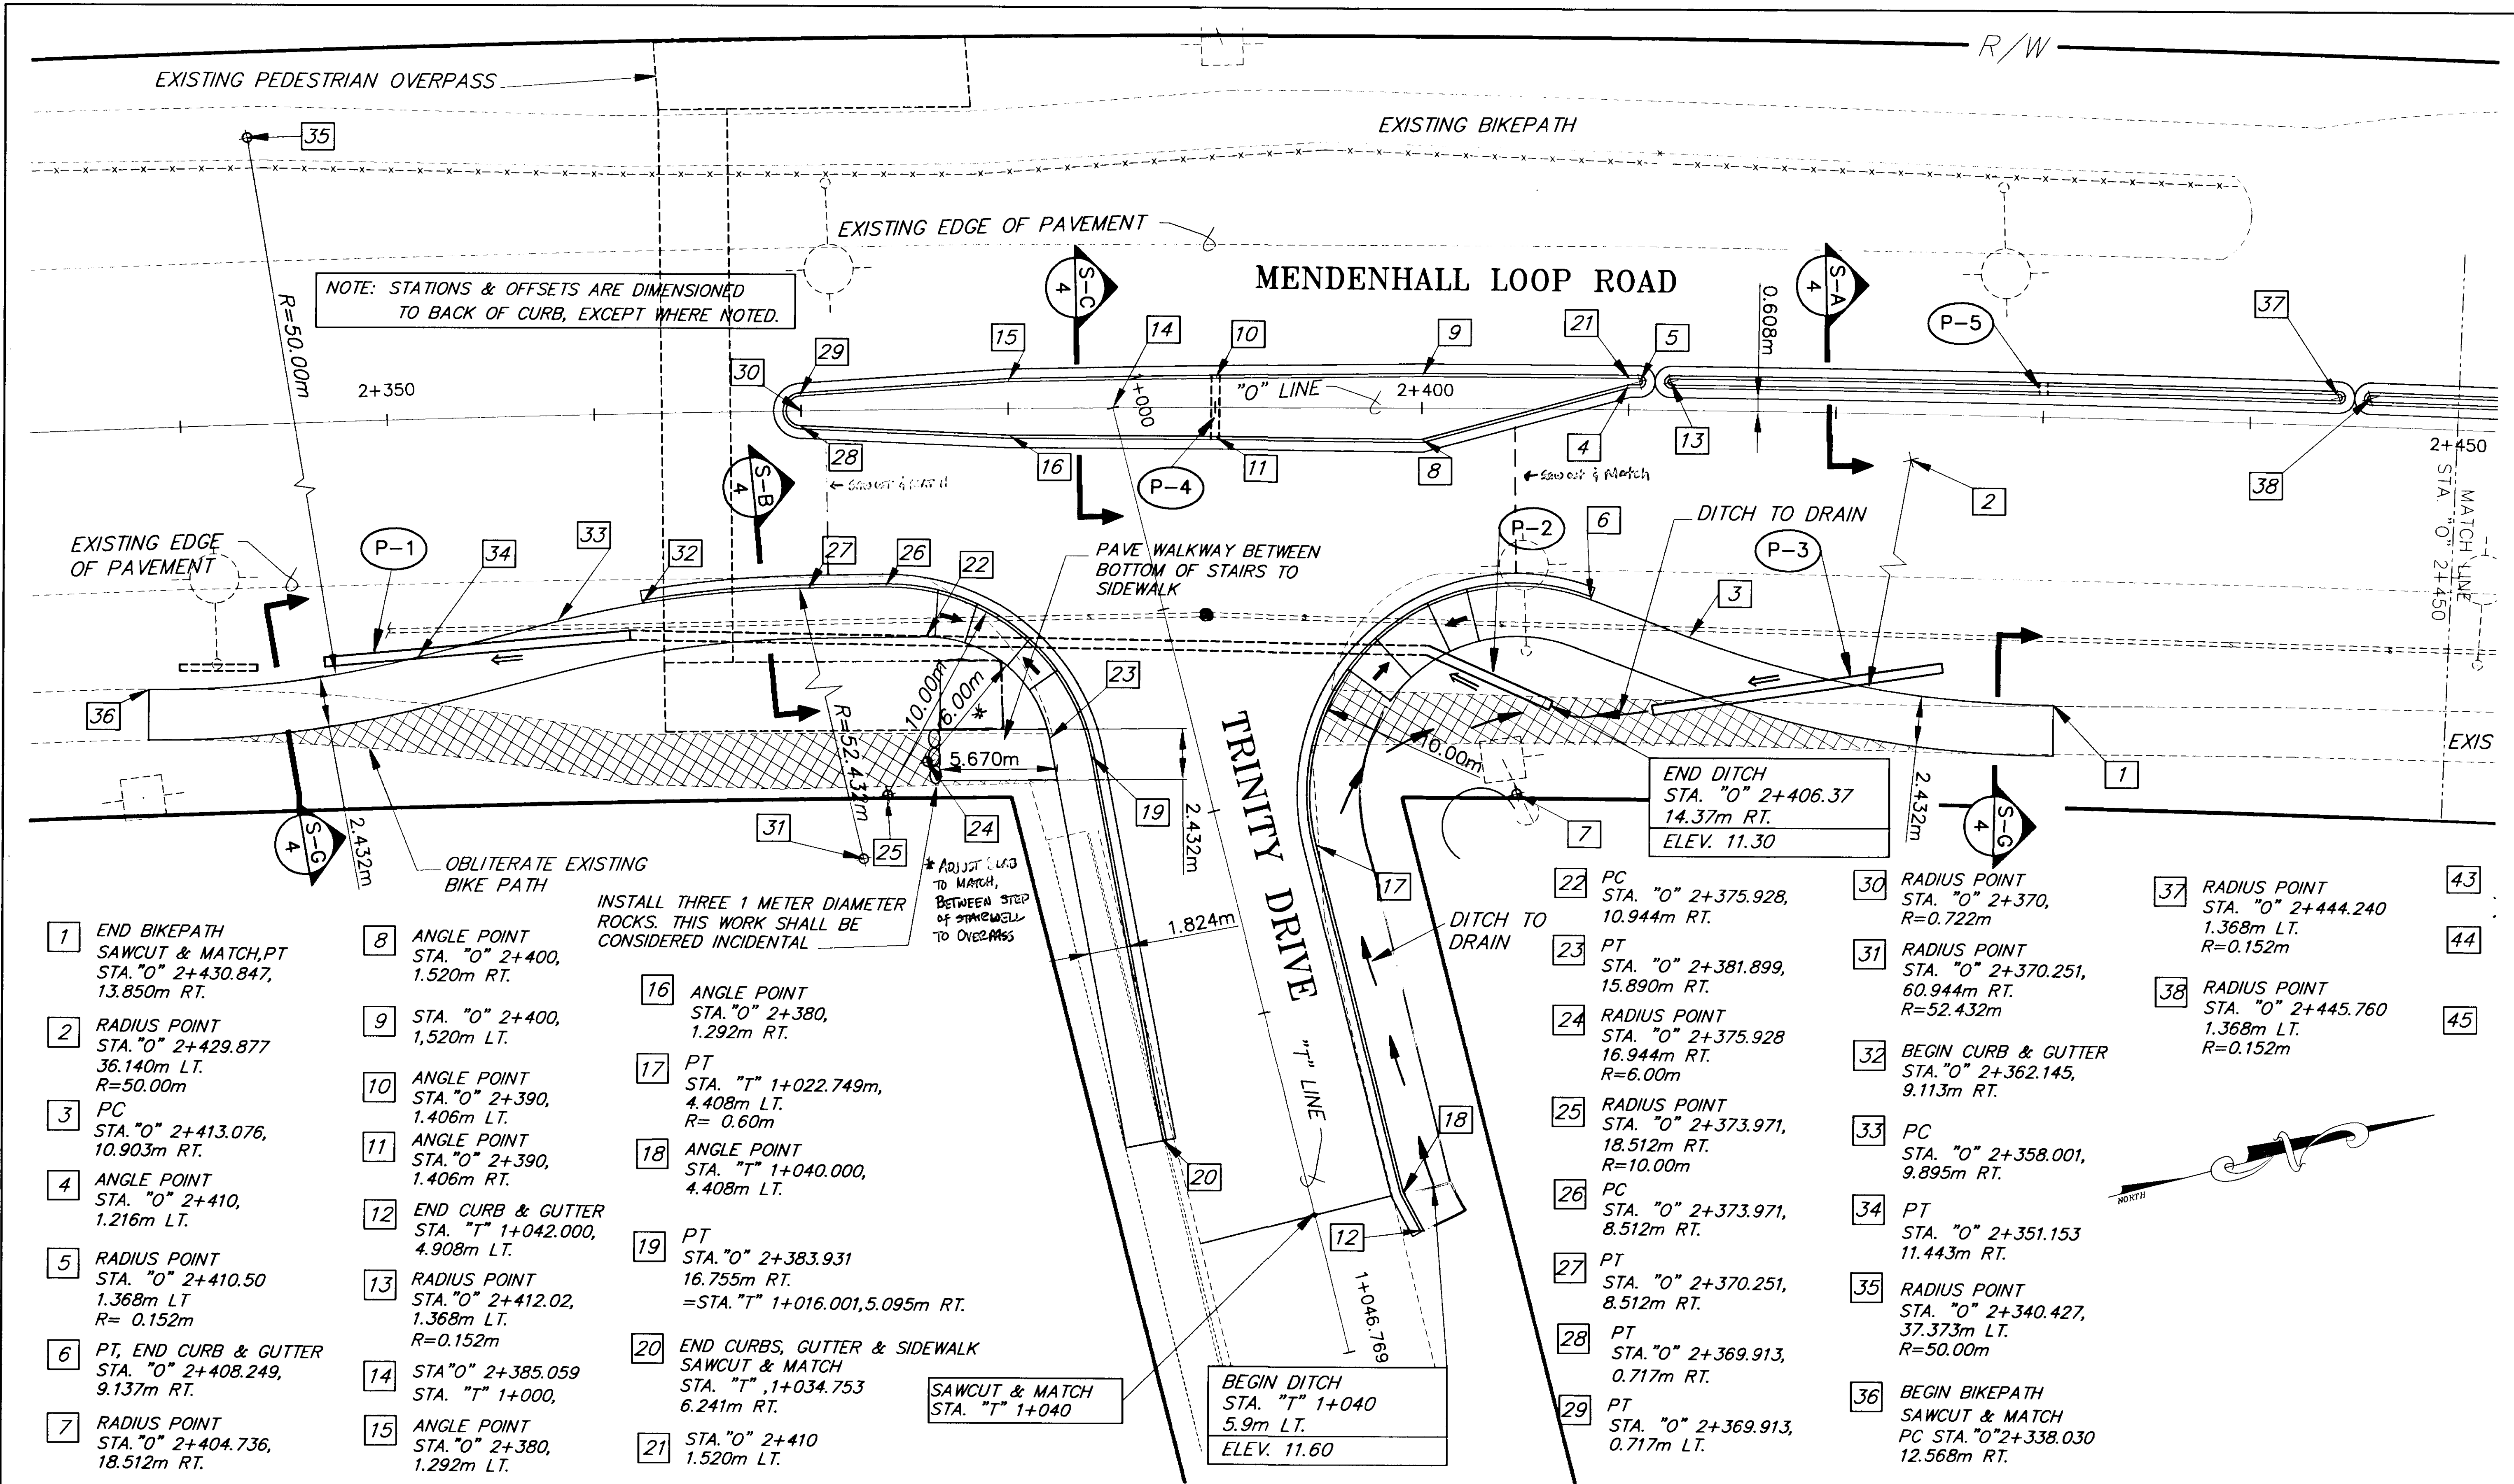 R/W
EXISTING PEDESTRIAN OVERPASS
35
EXISTING BIKEPATH
EXISTING EDGE OF PAVEMENT
MENDENHALL LOOP ROAD
NOTE: STATIONS & OFFSETS ARE DIMENSIONED
TO BACK OF CURB, EXCEPT WHERE NOTED.
R=50.00m
S-C
4
S-A
4
0.608m
P-5
37
29
15
14
10
9
21
5
30
2+350
1+000
"O" LINE
2+400
28
16
P-4
11
8
4
13
2+450
38
2
S-B
4
← SAWCUT & MATCH
← SAWCUT & MATCH
MATCH LINE
STA. "O" 2+450
EXISTING EDGE
OF PAVEMENT
P-1
34
33
32
27
26
22
PAVE WALKWAY BETWEEN
BOTTOM OF STAIRS TO
SIDEWALK
P-2
6
DITCH TO DRAIN
P-3
3
36
10.00m
6.00m
*
23
R=52.432m
5.670m
10.00m
EXIS
1
END DITCH
STA. "O" 2+406.37
14.37m RT.
ELEV. 11.30
2.432m
S-G
4
S-G
4
2.432m
31
25
24
19
2.432m
7
TRINITY DRIVE
OBLITERATE EXISTING
BIKE PATH
INSTALL THREE 1 METER DIAMETER
ROCKS. THIS WORK SHALL BE
CONSIDERED INCIDENTAL
* ADJUST SLAB
TO MATCH,
BETWEEN STEP
OF STAIRWELL
TO OVERPASS
1.824m
17
DITCH TO
DRAIN
"T" LINE
18
20
12
1+046.769
SAWCUT & MATCH
STA. "T" 1+040
BEGIN DITCH
STA. "T" 1+040
5.9m LT.
ELEV. 11.60
NORTH
1 END BIKEPATH
SAWCUT & MATCH,PT
STA."O" 2+430.847,
13.850m RT.
2 RADIUS POINT
STA."O" 2+429.877
36.140m LT.
R=50.00m
3 PC
STA."O" 2+413.076,
10.903m RT.
4 ANGLE POINT
STA. "O" 2+410,
1.216m LT.
5 RADIUS POINT
STA. "O" 2+410.50
1.368m LT
R= 0.152m
6 PT, END CURB & GUTTER
STA. "O" 2+408.249,
9.137m RT.
7 RADIUS POINT
STA."O" 2+404.736,
18.512m RT.
8 ANGLE POINT
STA. "O" 2+400,
1.520m RT.
9 STA. "O" 2+400,
1,520m LT.
10 ANGLE POINT
STA."O" 2+390,
1.406m LT.
11 ANGLE POINT
STA."O" 2+390,
1.406m RT.
12 END CURB & GUTTER
STA. "T" 1+042.000,
4.908m LT.
13 RADIUS POINT
STA."O" 2+412.02,
1.368m LT.
R=0.152m
14 STA"O" 2+385.059
STA. "T" 1+000,
15 ANGLE POINT
STA."O" 2+380,
1.292m LT.
16 ANGLE POINT
STA."O" 2+380,
1.292m RT.
17 PT
STA. "T" 1+022.749m,
4.408m LT.
R= 0.60m
18 ANGLE POINT
STA. "T" 1+040.000,
4.408m LT.
19 PT
STA."O" 2+383.931
16.755m RT.
=STA."T" 1+016.001,5.095m RT.
20 END CURBS, GUTTER & SIDEWALK
SAWCUT & MATCH
STA. "T" ,1+034.753
6.241m RT.
21 STA."O" 2+410
1.520m LT.
22 PC
STA. "O" 2+375.928,
10.944m RT.
23 PT
STA. "O" 2+381.899,
15.890m RT.
24 RADIUS POINT
STA. "O" 2+375.928
16.944m RT.
R=6.00m
25 RADIUS POINT
STA. "O" 2+373.971,
18.512m RT.
R=10.00m
26 PC
STA. "O" 2+373.971,
8.512m RT.
27 PT
STA. "O" 2+370.251,
8.512m RT.
28 PT
STA."O" 2+369.913,
0.717m RT.
29 PT
STA. "O" 2+369.913,
0.717m LT.
30 RADIUS POINT
STA. "O" 2+370,
R=0.722m
31 RADIUS POINT
STA. "O" 2+370.251,
60.944m RT.
R=52.432m
32 BEGIN CURB & GUTTER
STA."O" 2+362.145,
9.113m RT.
33 PC
STA. "O" 2+358.001,
9.895m RT.
34 PT
STA. "O" 2+351.153
11.443m RT.
35 RADIUS POINT
STA. "O" 2+340.427,
37.373m LT.
R=50.00m
36 BEGIN BIKEPATH
SAWCUT & MATCH
PC STA."O"2+338.030
12.568m RT.
37 RADIUS POINT
STA. "O" 2+444.240
1.368m LT.
R=0.152m
38 RADIUS POINT
STA. "O" 2+445.760
1.368m LT.
R=0.152m
43
44
45